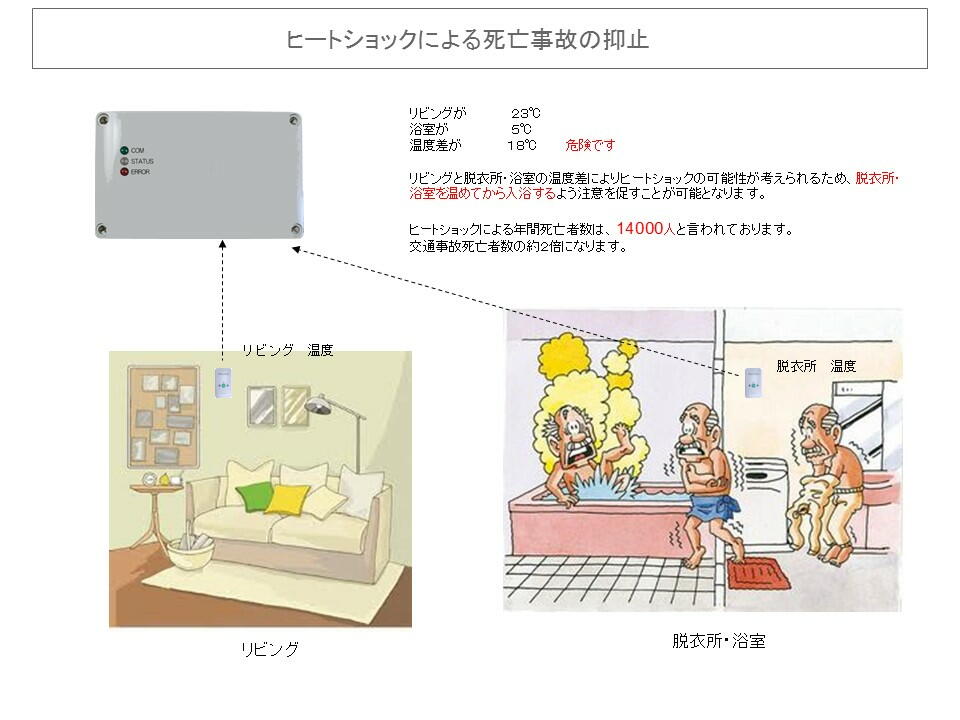 ヒートショックによる死亡事故の抑止
COM
STATUS
ERROR
リビングが 23℃
浴室が 5℃
温度差が 18℃ 危険です
リビングと脱衣所・浴室の温度差によりヒートショックの可能性が考えられるため、脱衣所・
浴室を温めてから入浴するよう注意を促すことが可能となります。
ヒートショックによる年間死亡者数は、14000人と言われております。
交通事故死亡者数の約2倍になります。
リビング 温度
脱衣所 温度
リビング
脱衣所・浴室